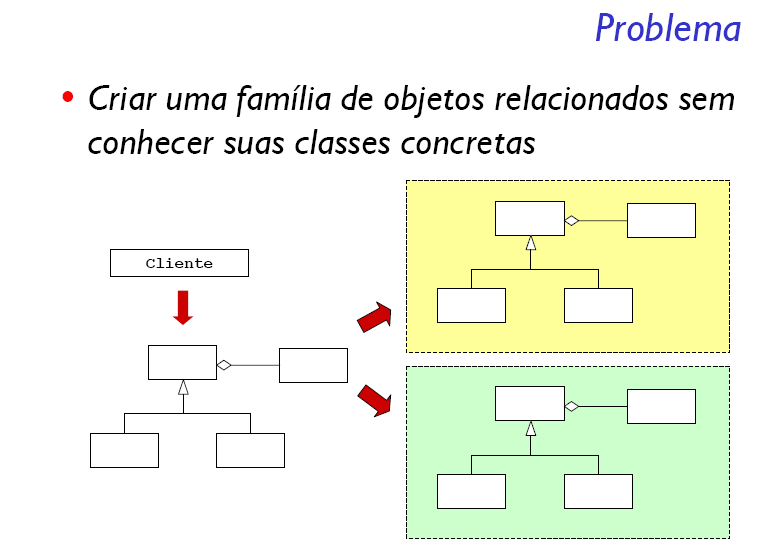 Problema
• Criar uma família de objetos relacionados sem
conhecer suas classes concretas
Cliente